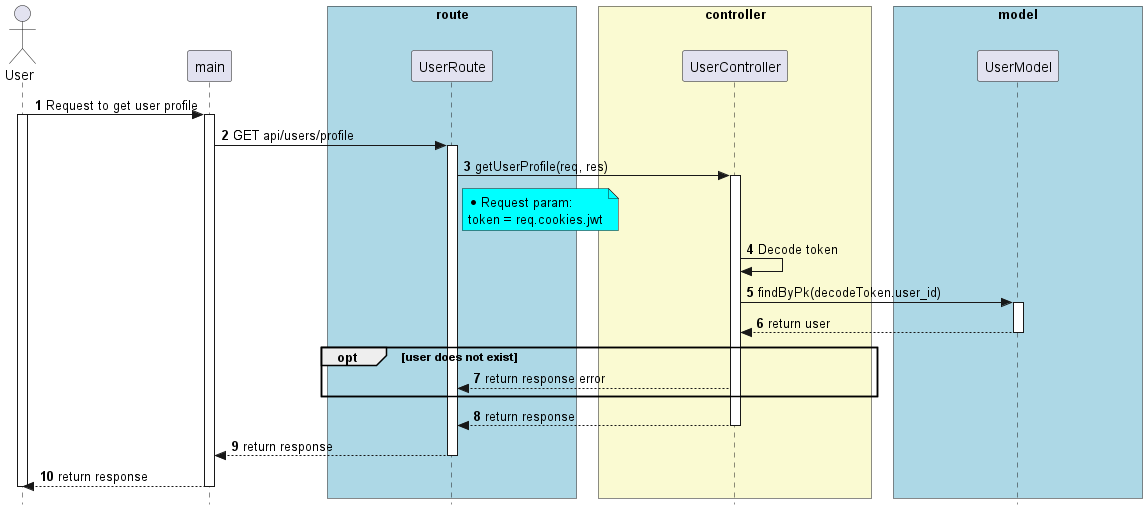 route
controller
model
User
main
UserRoute
UserController
UserModel
1 Request to get user profile
2 GET api/users/profile
3 getUserProfile(req, res)
● Request param:
token = req.cookies.jwt
4 Decode token
5 findByPk(decodeToken.user_id)
6 return user
opt [user does not exist]
7 return response error
8 return response
9 return response
10 return response